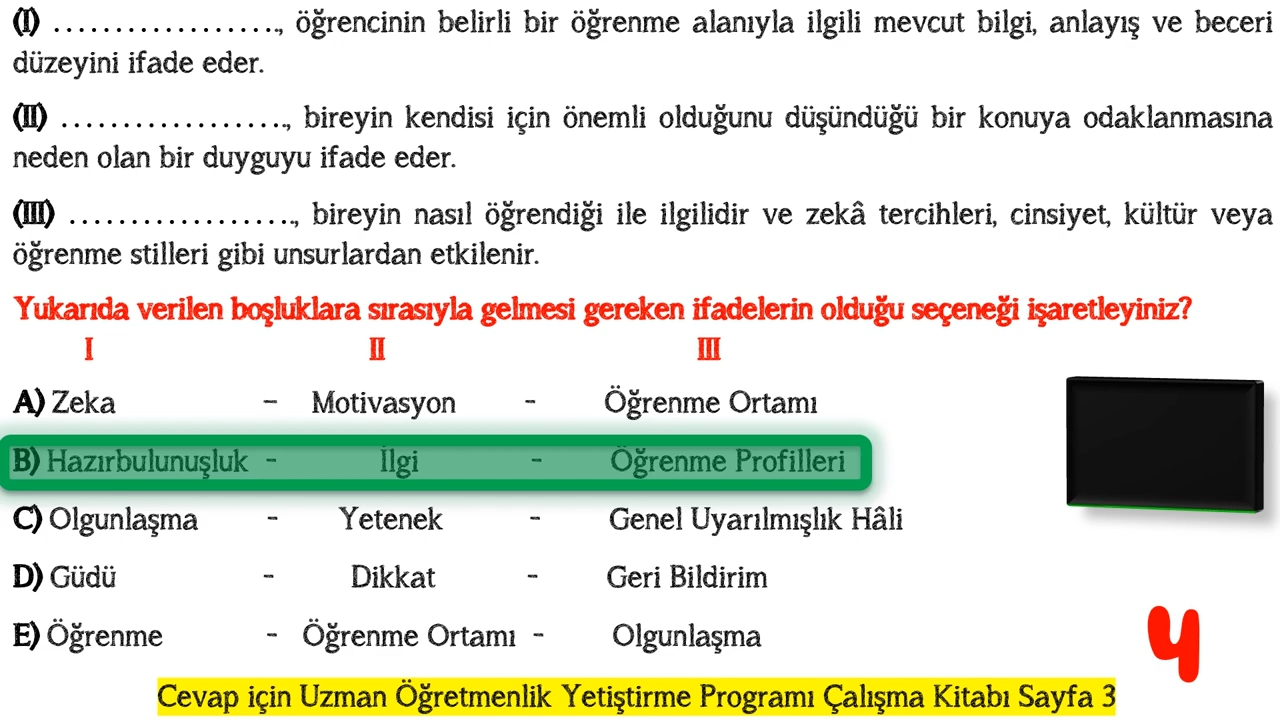 (I) ..................., öğrencinin belirli bir öğrenme alanıyla ilgili mevcut bilgi, anlayış ve beceri
düzeyini ifade eder.
(II) ..................., bireyin kendisi için önemli olduğunu düşündüğü bir konuya odaklanmasına
neden olan bir duyguyu ifade eder.
(III) ..................., bireyin nasıl öğrendiği ile ilgilidir ve zekâ tercihleri, cinsiyet, kültür veya
öğrenme stilleri gibi unsurlardan etkilenir.
Yukarıda verilen boşluklara sırasıyla gelmesi gereken ifadelerin olduğu seçeneği işaretleyiniz?
I II III
A) Zeka - Motivasyon - Öğrenme Ortamı
B) Hazırbulunuşluk - İlgi - Öğrenme Profilleri
C) Olgunlaşma - Yetenek - Genel Uyarılmışlık Hâli
D) Güdü - Dikkat - Geri Bildirim
E) Öğrenme - Öğrenme Ortamı - Olgunlaşma
4
Cevap için Uzman Öğretmenlik Yetiştirme Programı Çalışma Kitabı Sayfa 3